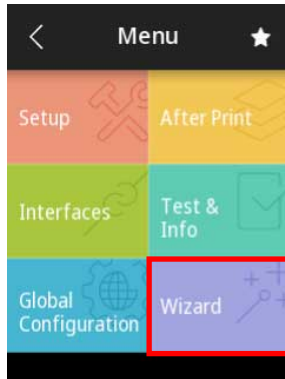 Menu
Setup
After Print
Interfaces
Test &
Info
Global
Configuration
Wizard